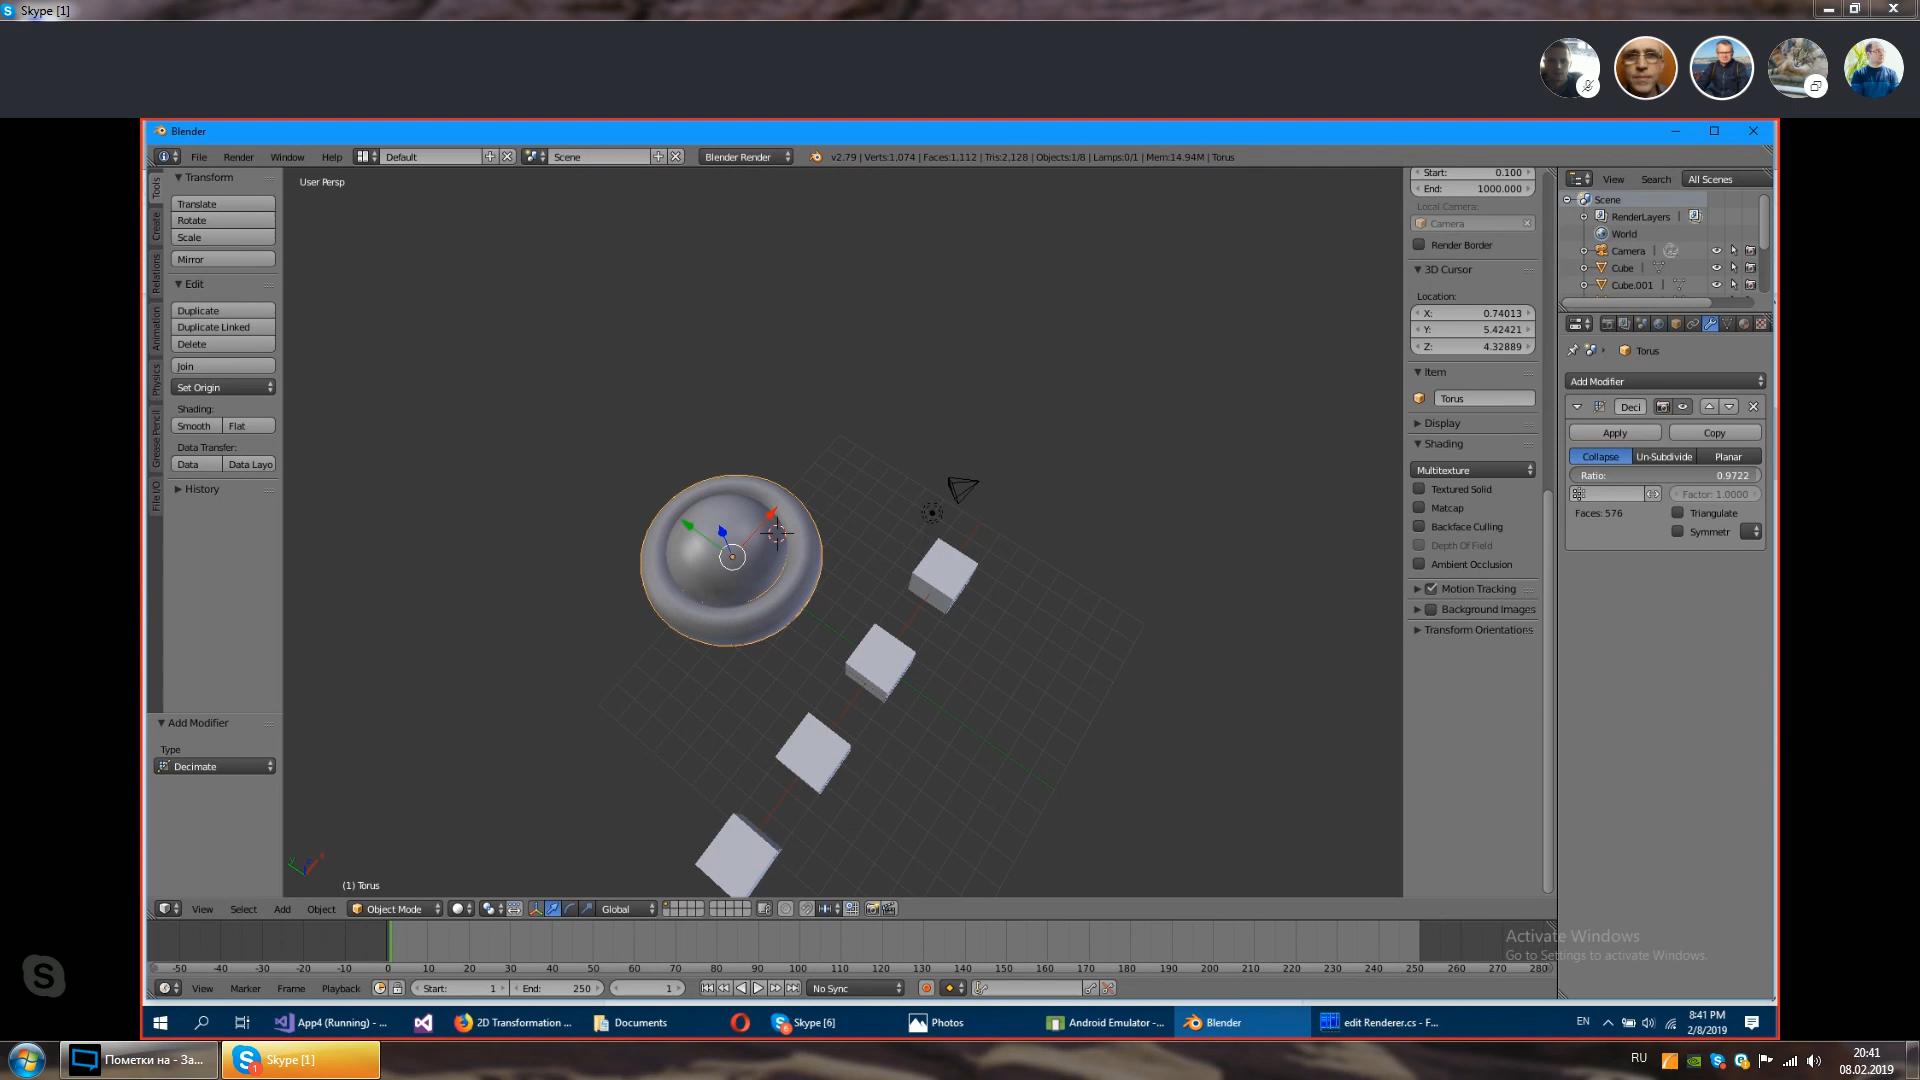 Skype [1]
Blender
File Render Window Help Default Scene Blender Render v2.79 | Verts:1,074 | Faces:1,112 | Tris:2,128 | Objects:1/8 | Lamps:0/1 | Mem:14.94M | Torus
Tools
Create
Relations
Animation
Physics
Grease Pencil
File I/O
Transform
Translate
Rotate
Scale
Mirror
Edit
Duplicate
Duplicate Linked
Delete
Join
Set Origin
Shading:
Smooth Flat
Data Transfer:
Data Data Layo
History
Add Modifier
Type
Decimate
User Persp
(1) Torus
Start: 0.100
End: 1000.000
Local Camera:
Camera
Render Border
3D Cursor
Location:
X: 0.74013
Y: 5.42421
Z: 4.32889
Item
Torus
Display
Shading
Multitexture
Textured Solid
Matcap
Backface Culling
Depth Of Field
Ambient Occlusion
Motion Tracking
Background Images
Transform Orientations
View Search All Scenes
Scene
RenderLayers
World
Camera
Cube
Cube.001
Torus
Add Modifier
Deci
Apply Copy
Collapse Un-Subdivide Planar
Ratio: 0.9722
Factor: 1.0000
Faces: 576 Triangulate
Symmetr
View Select Add Object Object Mode Global
-50 -40 -30 -20 -10 0 10 20 30 40 50 60 70 80 90 100 110 120 130 140 150 160 170 180 190 200 210 220 230 240 250 260 270 280
View Marker Frame Playback Start: 1 End: 250 1 No Sync
Activate Windows
Go to Settings to activate Windows.
App4 (Running) - ... 2D Transformation ... Documents Skype [6] Photos Android Emulator -... Blender edit Renderer.cs - F... EN 8:41 PM
2/8/2019
Пометки на - За... Skype [1] RU 20:41
08.02.2019